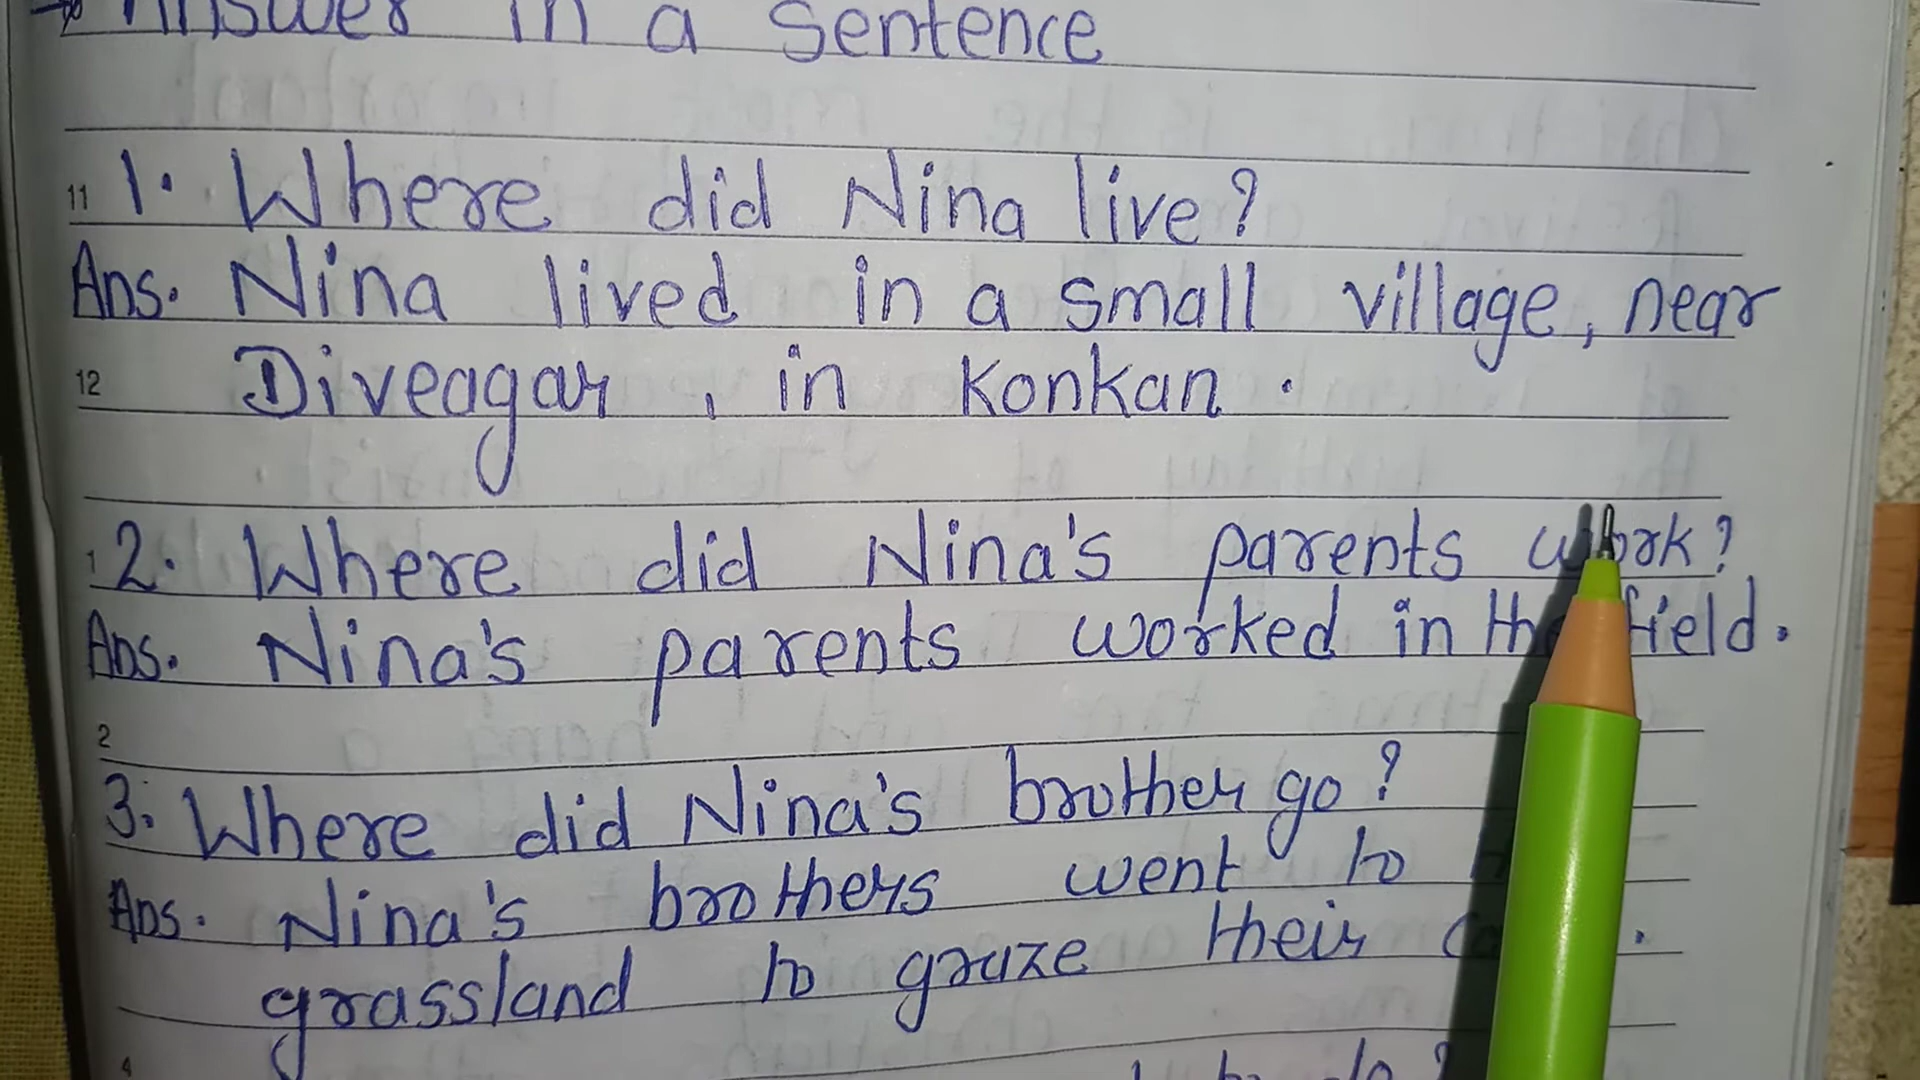 Answer in a sentence
11 1. Where did Nina live?
Ans. Nina lived in a small village, near
12 Diveagar, in Konkan.
1 2. Where did Nina's parents work?
Ans. Nina's parents worked in the field.
2
3. Where did Nina's brother go?
Ans. Nina's brothers went to
grassland to graze their
4